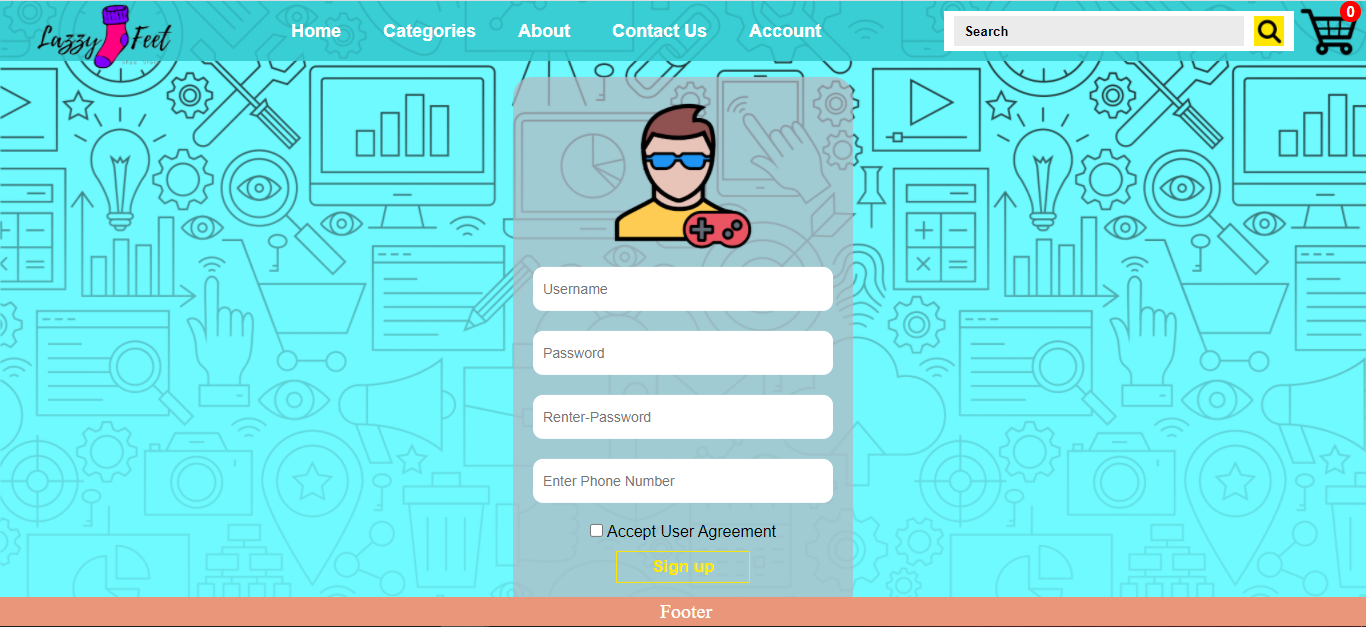 Lazzy Feet
Home Categories About Contact Us Account
Search
0
Username
Password
Renter-Password
Enter Phone Number
Accept User Agreement
Sign up
Footer